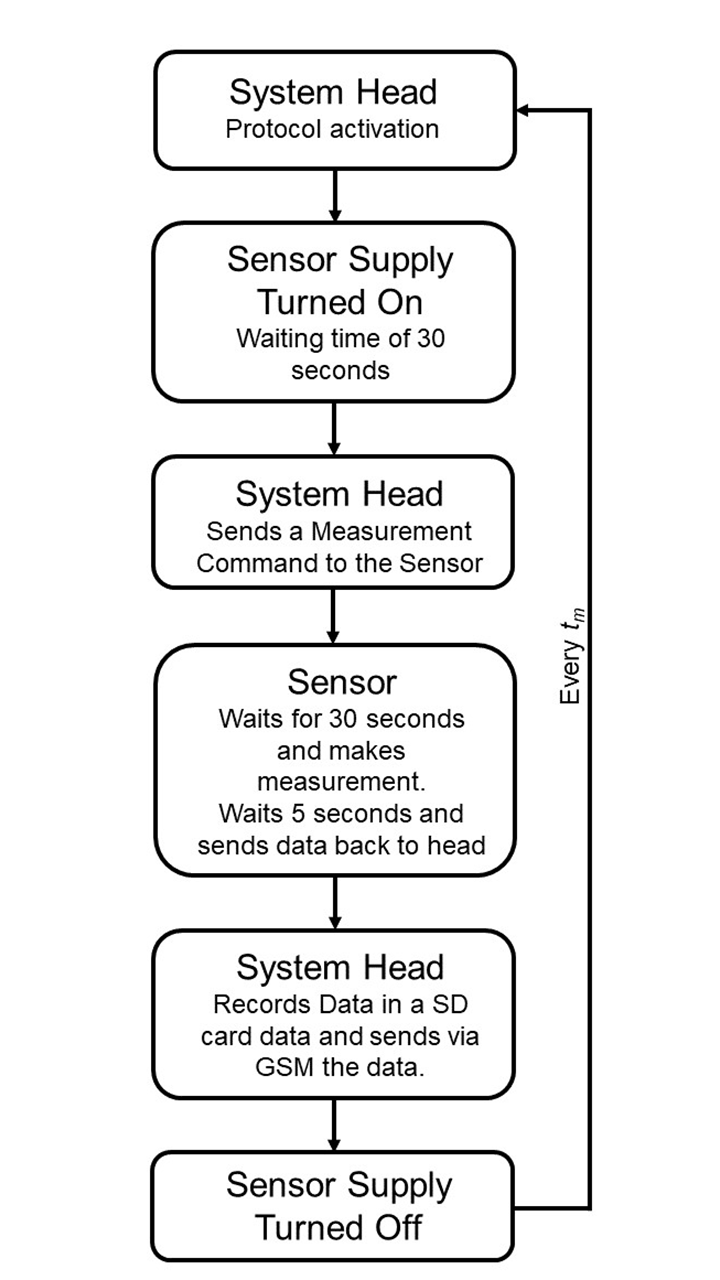 System Head
Protocol activation
Sensor Supply
Turned On
Waiting time of 30
seconds
System Head
Sends a Measurement
Command to the Sensor
Sensor
Waits for 30 seconds
and makes
measurement.
Waits 5 seconds and
sends data back to head
System Head
Records Data in a SD
card data and sends via
GSM the data.
Sensor Supply
Turned Off
Every tm